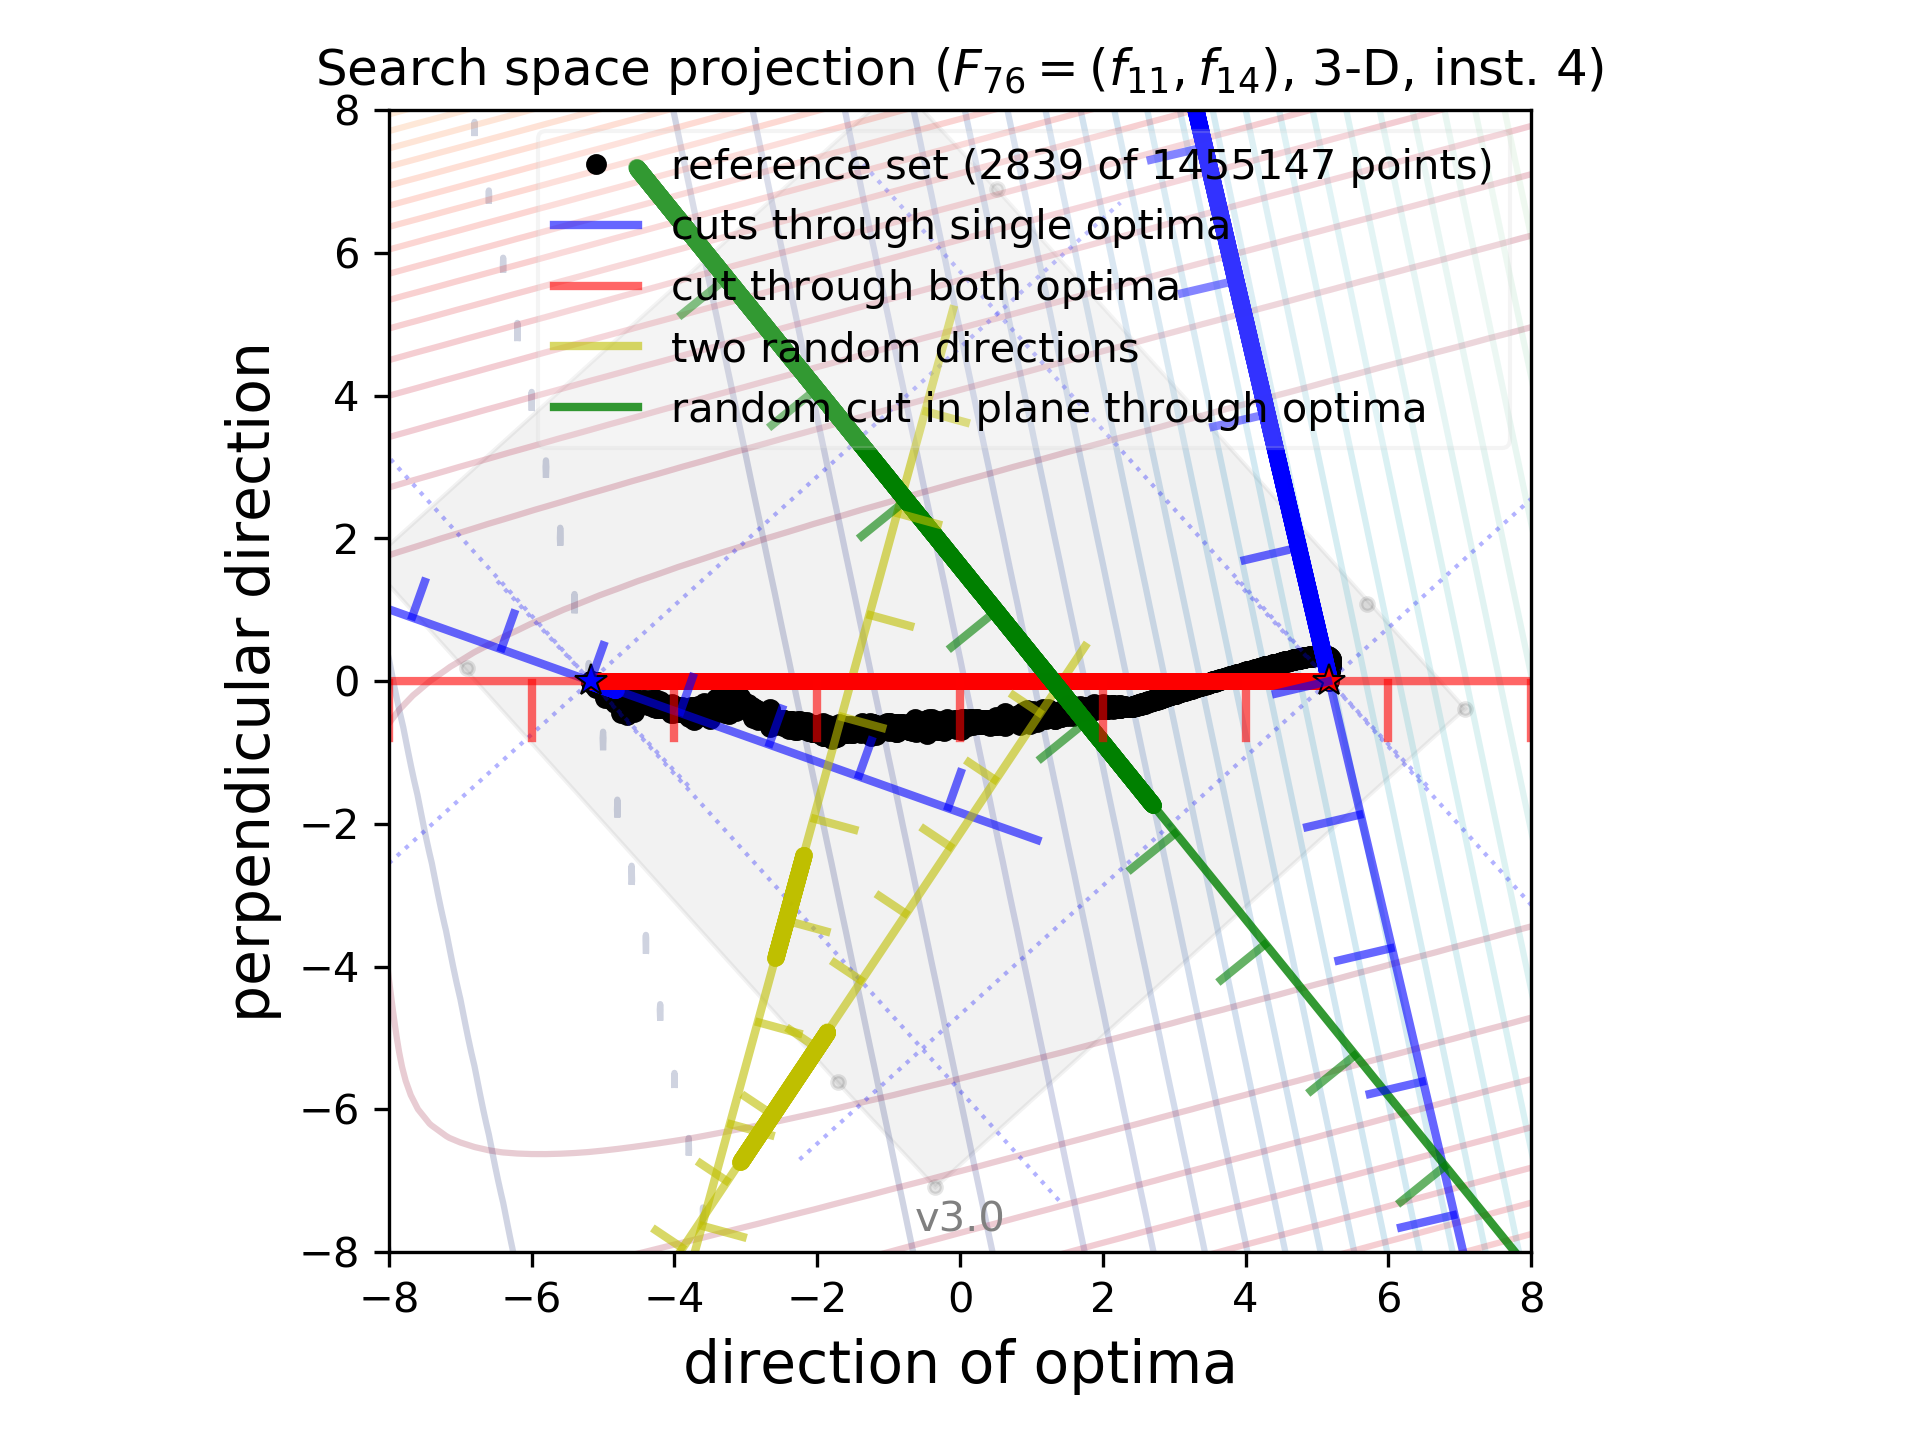 Search space projection (F76 = (f11, f14), 3-D, inst. 4)
reference set (2839 of 1455147 points)
cuts through single optima
cut through both optima
two random directions
random cut in plane through optima
perpendicular direction
8
6
4
2
0
−2
−4
−6
−8
v3.0
−8 −6 −4 −2 0 2 4 6 8
direction of optima